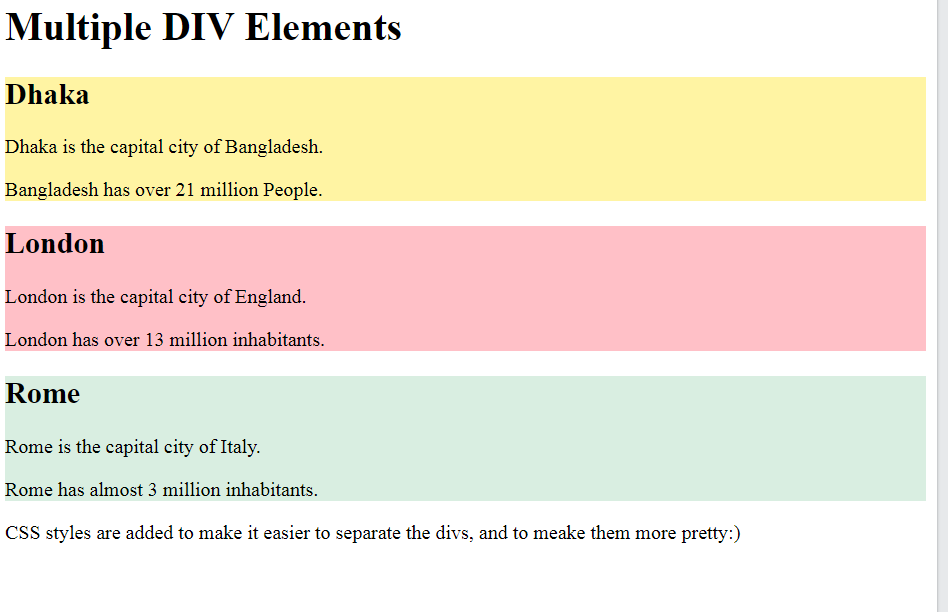 Multiple DIV Elements
Dhaka
Dhaka is the capital city of Bangladesh.
Bangladesh has over 21 million People.
London
London is the capital city of England.
London has over 13 million inhabitants.
Rome
Rome is the capital city of Italy.
Rome has almost 3 million inhabitants.
CSS styles are added to make it easier to separate the divs, and to meake them more pretty:)